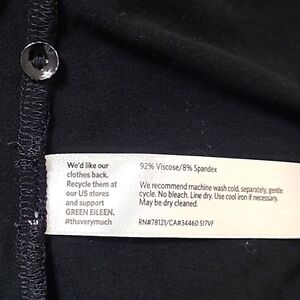 We'd like our
clothes back.
Recycle them at
our US stores
and support
GREEN EILEEN.
#thxverymuch
92% Viscose/8% Spandex
We recommend machine wash cold, separately, gentle
cycle. No bleach. Line dry. Use cool iron if necessary.
May be dry cleaned.
RN#78121/CA#34460 S17VF